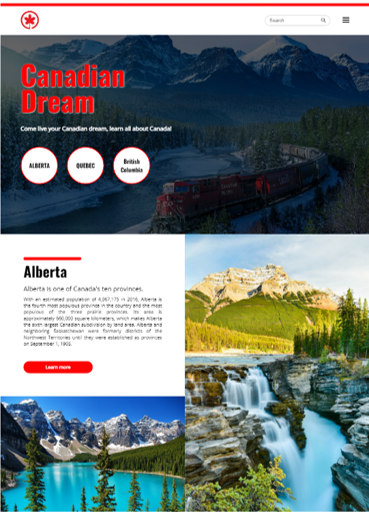 Search
Canadian
Dream
Come live your Canadian dream, learn all about Canada!
ALBERTA
QUEBEC
British
Columbia
Alberta
Alberta is one of Canada's ten provinces.
With an estimated population of 4,067,175 in 2016, Alberta is
the fourth most populous province in the country and the most
populous of the three prairie provinces. Its area is
approximately 660,000 square kilometers, which makes Alberta
the sixth largest Canadian subdivision by land area. Alberta and
neighboring Saskatchewan were formerly districts of the
Northwest Territories until they were established as provinces
on September 1, 1905.
Learn more